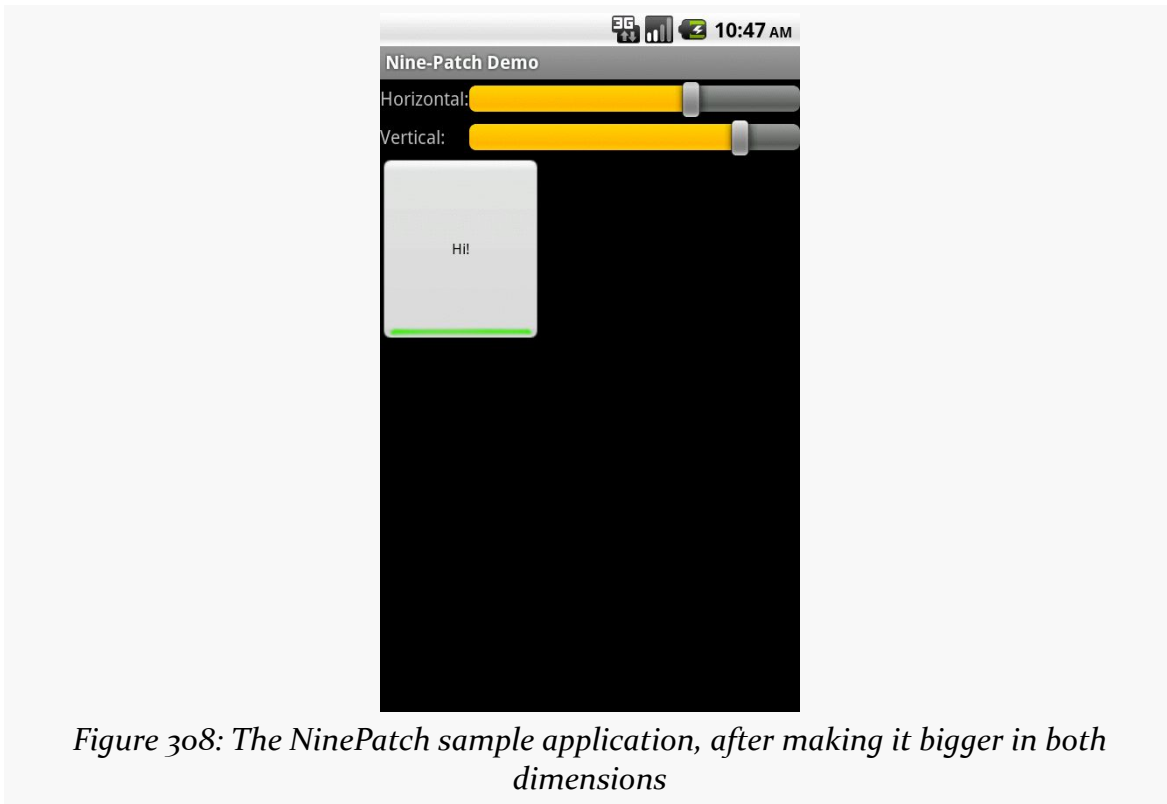 3G 10:47 AM
Nine-Patch Demo
Horizontal:
Vertical:
Hi!
Figure 308: The NinePatch sample application, after making it bigger in both
dimensions